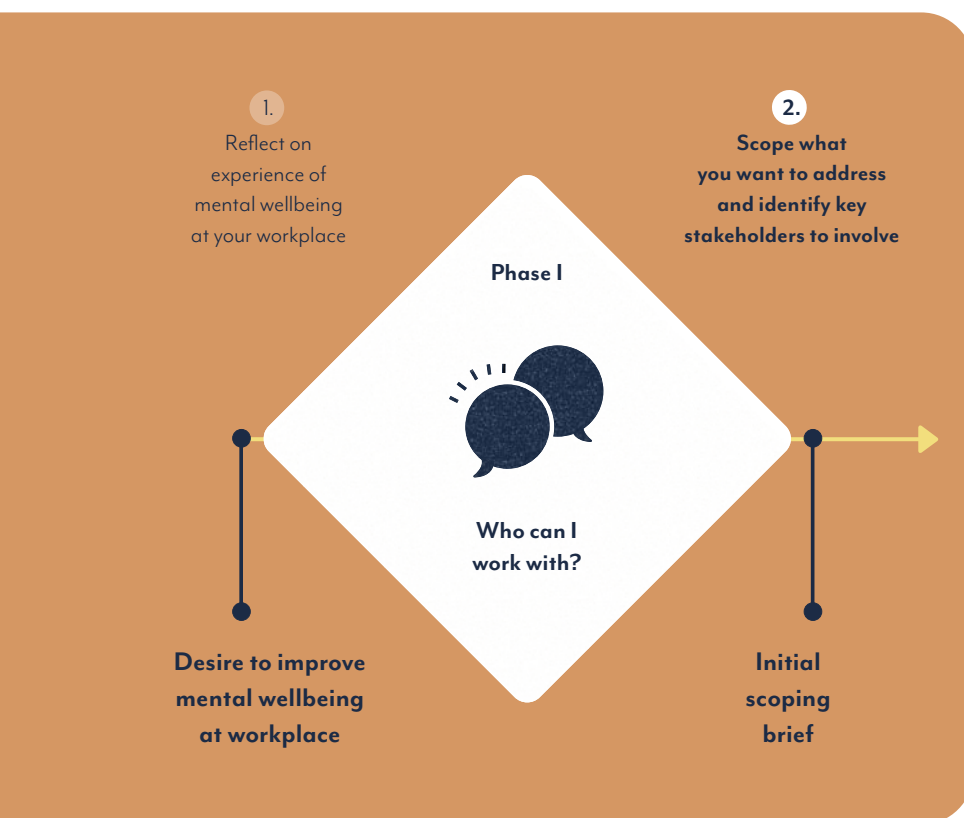 1.
Reflect on
experience of
mental wellbeing
at your workplace
2.
Scope what
you want to address
and identify key
stakeholders to involve
Phase I
Who can I
work with?
Desire to improve
mental wellbeing
at workplace
Initial
scoping
brief